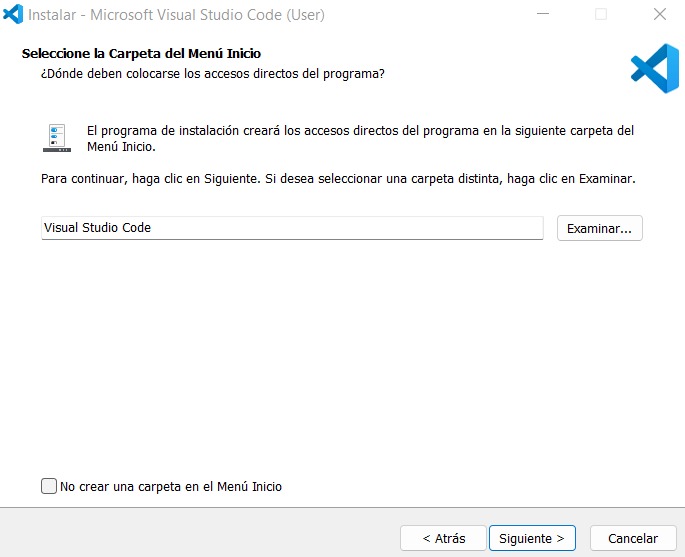 Instalar - Microsoft Visual Studio Code (User)
Seleccione la Carpeta del Menú Inicio
¿Dónde deben colocarse los accesos directos del programa?
El programa de instalación creará los accesos directos del programa en la siguiente carpeta del
Menú Inicio.
Para continuar, haga clic en Siguiente. Si desea seleccionar una carpeta distinta, haga clic en Examinar.
Visual Studio Code
Examinar...
No crear una carpeta en el Menú Inicio
< Atrás
Siguiente >
Cancelar